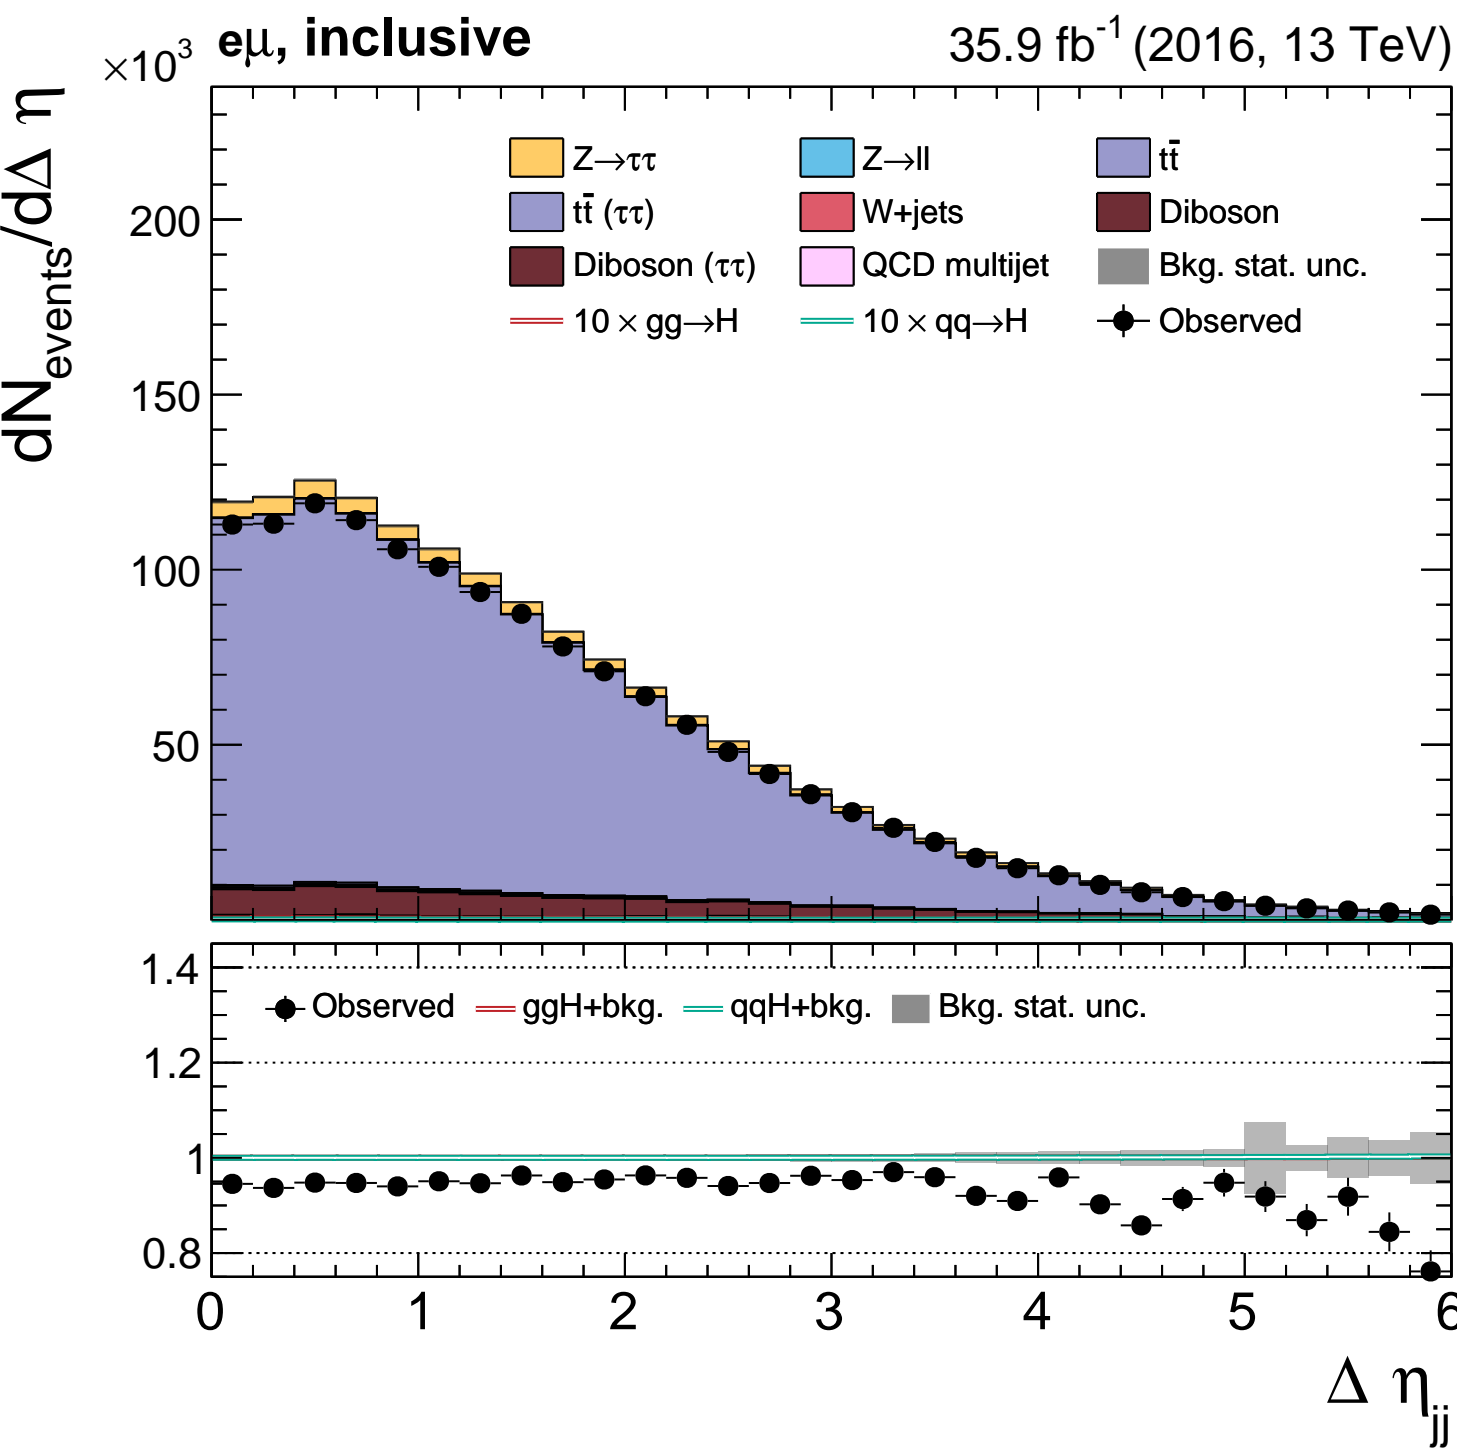 ×10³ eμ, inclusive 35.9 fb⁻¹ (2016, 13 TeV)
dN_events/dΔ η
Z→ττ Z→ll tt̄
tt̄ (ττ) W+jets Diboson
Diboson (ττ) QCD multijet Bkg. stat. unc.
10 × gg→H 10 × qq→H Observed
200
150
100
50
1.4
Observed ggH+bkg. qqH+bkg. Bkg. stat. unc.
1.2
1
0.8
0 1 2 3 4 5 6
Δ η_jj